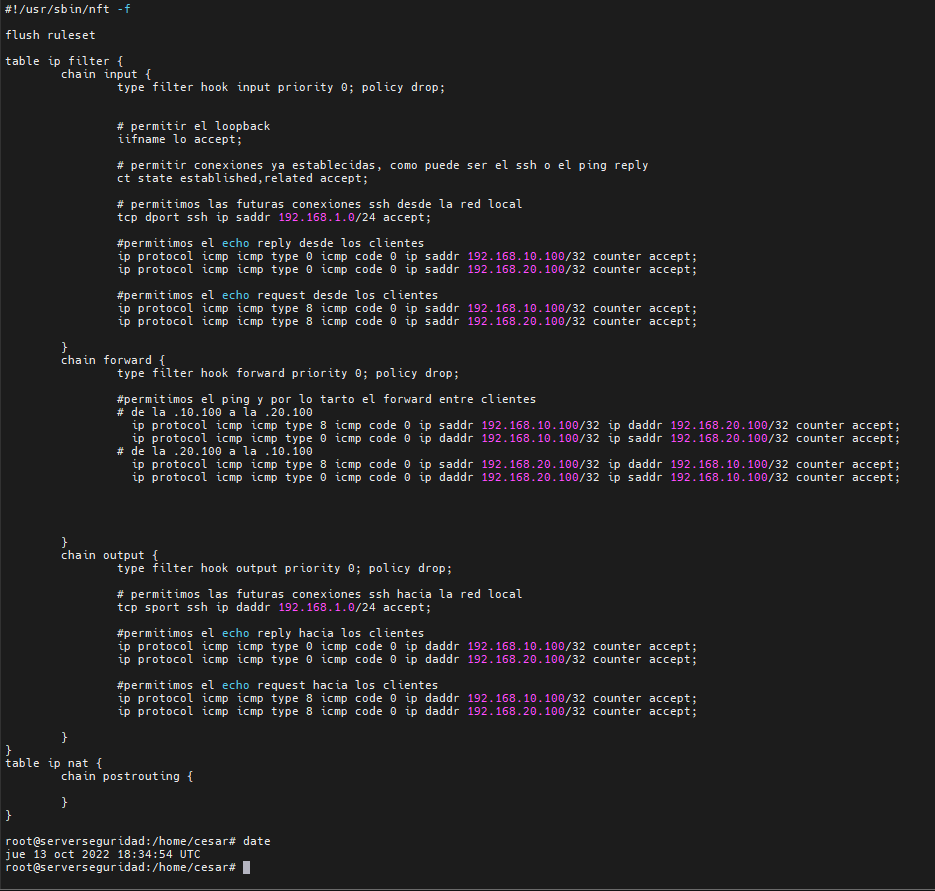 #!/usr/sbin/nft -f
flush ruleset
table ip filter {
chain input {
type filter hook input priority 0; policy drop;
# permitir el loopback
iifname lo accept;
# permitir conexiones ya establecidas, como puede ser el ssh o el ping reply
ct state established,related accept;
# permitimos las futuras conexiones ssh desde la red local
tcp dport ssh ip saddr 192.168.1.0/24 accept;
#permitimos el echo reply desde los clientes
ip protocol icmp icmp type 0 icmp code 0 ip saddr 192.168.10.100/32 counter accept;
ip protocol icmp icmp type 0 icmp code 0 ip saddr 192.168.20.100/32 counter accept;
#permitimos el echo request desde los clientes
ip protocol icmp icmp type 8 icmp code 0 ip saddr 192.168.10.100/32 counter accept;
ip protocol icmp icmp type 8 icmp code 0 ip saddr 192.168.20.100/32 counter accept;
}
chain forward {
type filter hook forward priority 0; policy drop;
#permitimos el ping y por lo tarto el forward entre clientes
# de la .10.100 a la .20.100
ip protocol icmp icmp type 8 icmp code 0 ip saddr 192.168.10.100/32 ip daddr 192.168.20.100/32 counter accept;
ip protocol icmp icmp type 0 icmp code 0 ip daddr 192.168.10.100/32 ip saddr 192.168.20.100/32 counter accept;
# de la .20.100 a la .10.100
ip protocol icmp icmp type 8 icmp code 0 ip saddr 192.168.20.100/32 ip daddr 192.168.10.100/32 counter accept;
ip protocol icmp icmp type 0 icmp code 0 ip daddr 192.168.20.100/32 ip saddr 192.168.10.100/32 counter accept;
}
chain output {
type filter hook output priority 0; policy drop;
# permitimos las futuras conexiones ssh hacia la red local
tcp sport ssh ip daddr 192.168.1.0/24 accept;
#permitimos el echo reply hacia los clientes
ip protocol icmp icmp type 0 icmp code 0 ip daddr 192.168.10.100/32 counter accept;
ip protocol icmp icmp type 0 icmp code 0 ip daddr 192.168.20.100/32 counter accept;
#permitimos el echo request hacia los clientes
ip protocol icmp icmp type 8 icmp code 0 ip daddr 192.168.10.100/32 counter accept;
ip protocol icmp icmp type 8 icmp code 0 ip daddr 192.168.20.100/32 counter accept;
}
}
table ip nat {
chain postrouting {
}
}
root@serverseguridad:/home/cesar# date
jue 13 oct 2022 18:34:54 UTC
root@serverseguridad:/home/cesar#